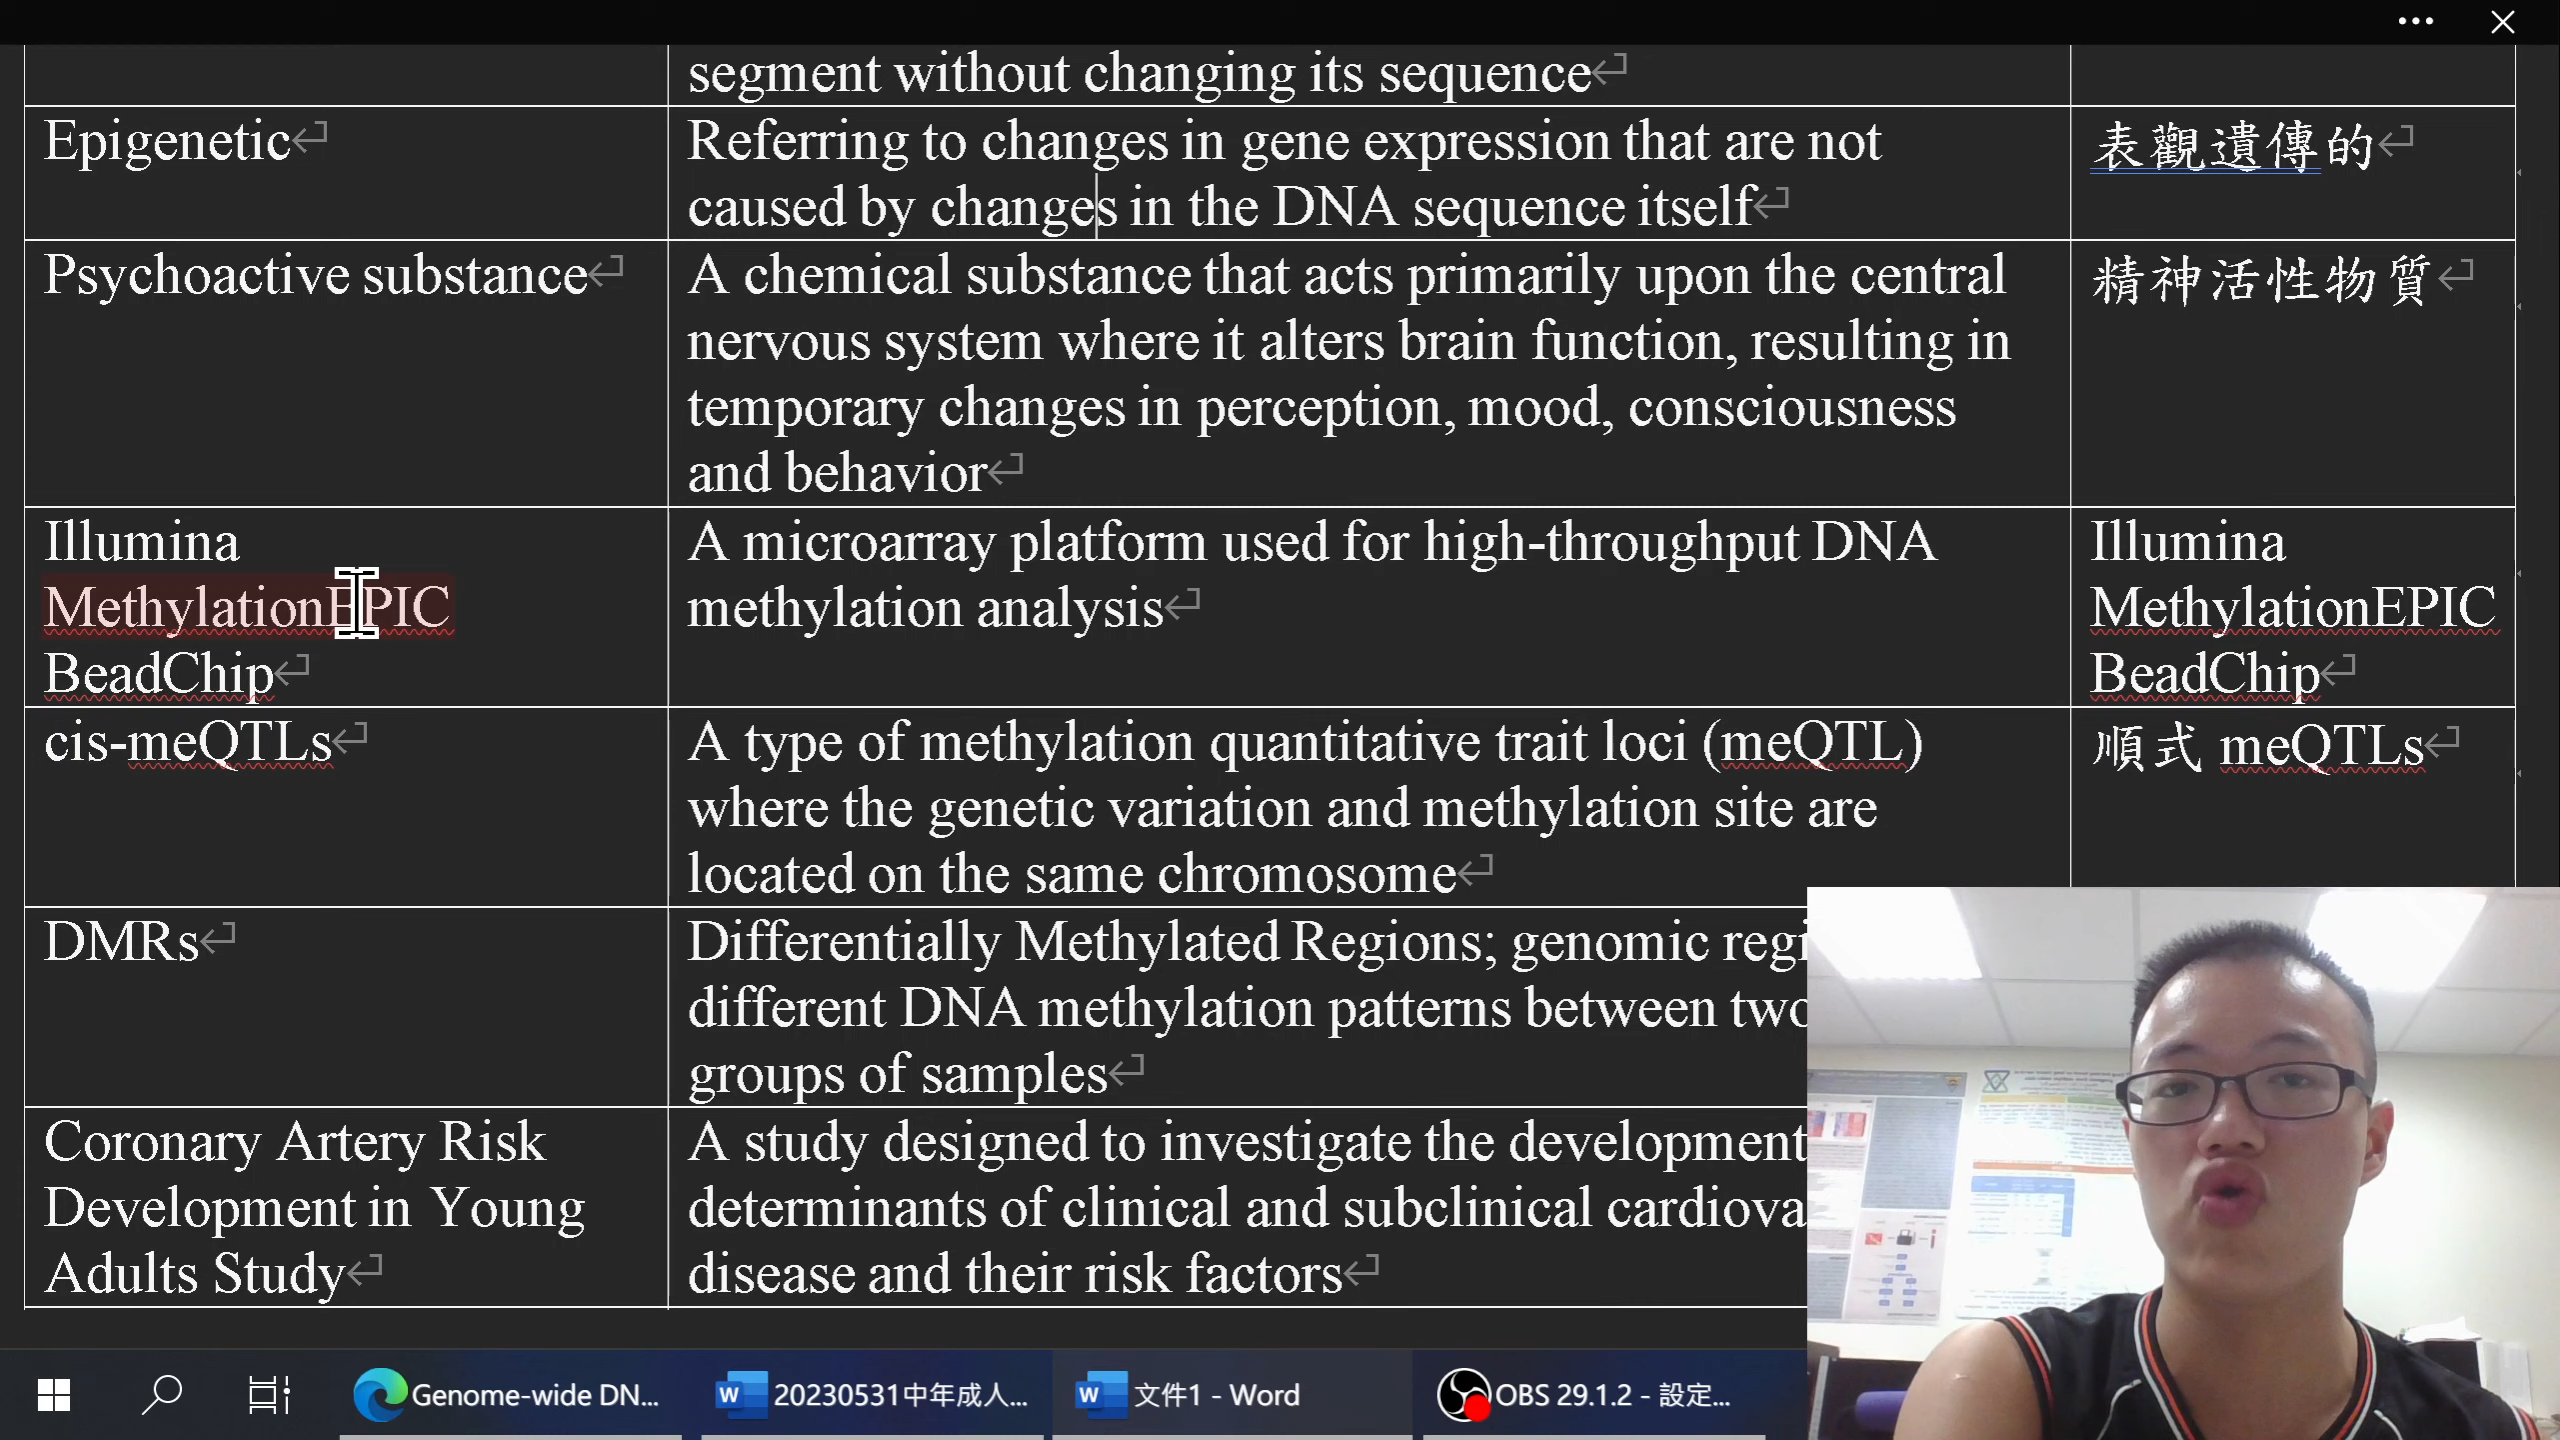 segment without changing its sequence
Epigenetic
Referring to changes in gene expression that are not
caused by changes in the DNA sequence itself
表觀遺傳的
Psychoactive substance
A chemical substance that acts primarily upon the central
nervous system where it alters brain function, resulting in
temporary changes in perception, mood, consciousness
and behavior
精神活性物質
Illumina
MethylationEPIC
BeadChip
A microarray platform used for high-throughput DNA
methylation analysis
Illumina
MethylationEPIC
BeadChip
cis-meQTLs
A type of methylation quantitative trait loci (meQTL)
where the genetic variation and methylation site are
located on the same chromosome
順式 meQTLs
DMRs
Differentially Methylated Regions; genomic regi
different DNA methylation patterns between two
groups of samples
Coronary Artery Risk
Development in Young
Adults Study
A study designed to investigate the development
determinants of clinical and subclinical cardiova
disease and their risk factors
Genome-wide DN...
20230531中年成人...
文件1 - Word
OBS 29.1.2 - 設定...